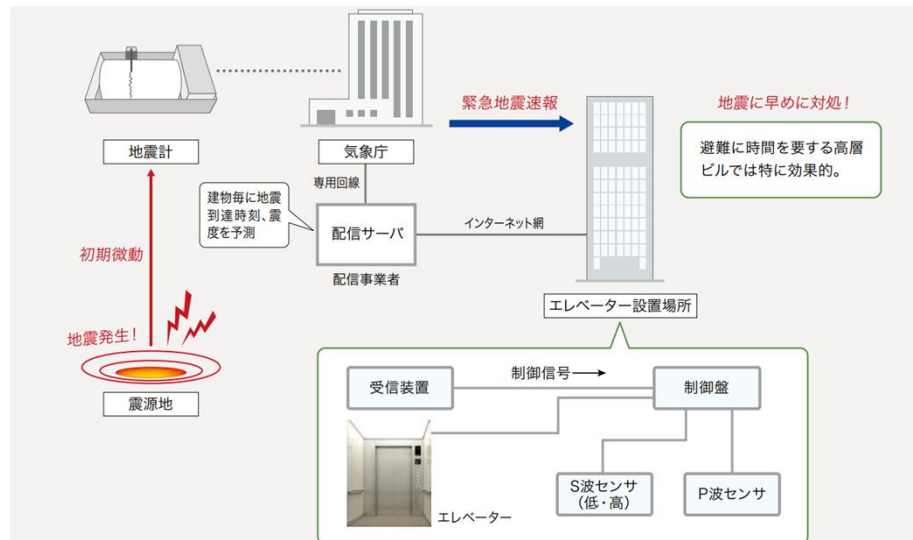 緊急地震速報
地震に早めに対処！
避難に時間を要する高層
ビルでは特に効果的。
地震計
気象庁
専用回線
建物毎に地震
到達時刻、震
度を予測
配信サーバ
インターネット網
配信事業者
初期微動
地震発生！
震源地
エレベーター設置場所
受信装置
制御信号
制御盤
S波センサ
（低・高）
P波センサ
エレベーター